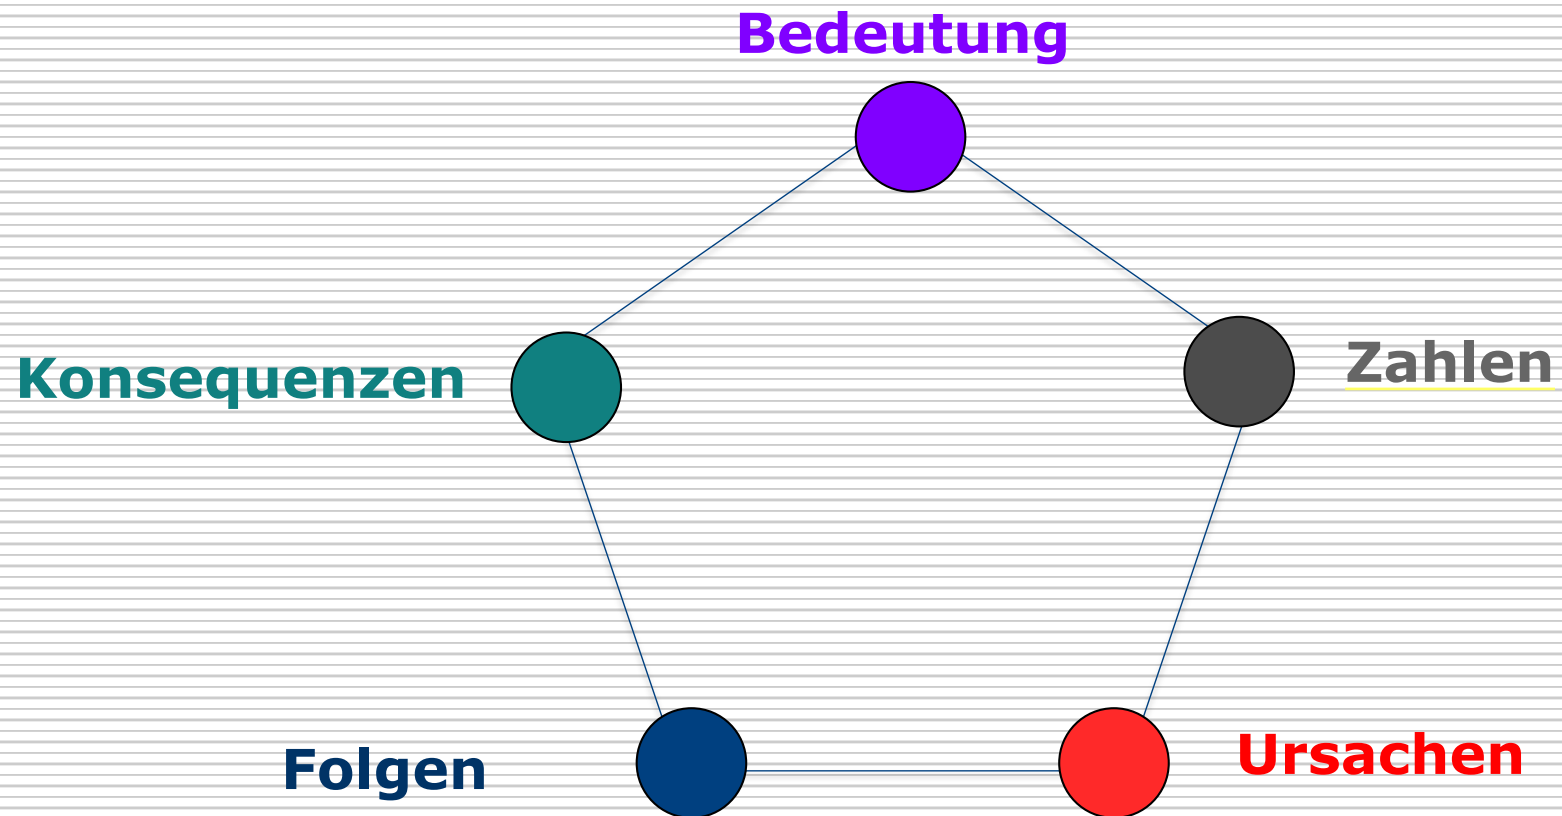 Bedeutung
Konsequenzen
Zahlen
Folgen
Ursachen